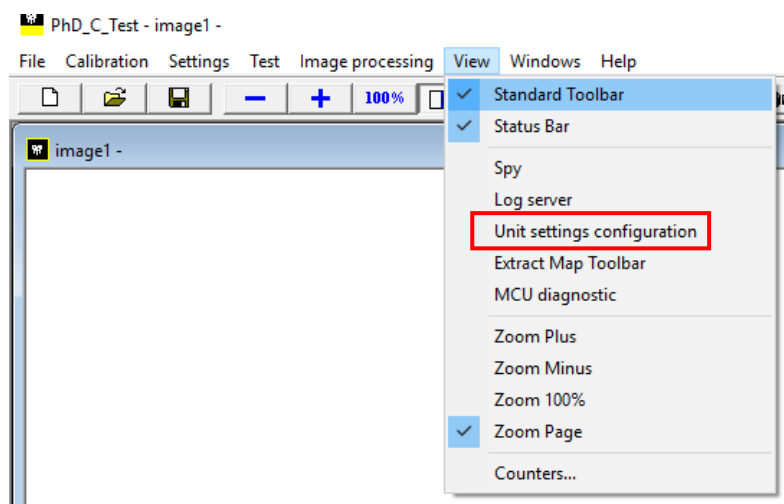 PhD_C_Test - image1 -
File Calibration Settings Test Image processing View Windows Help
100%
image1 -
Standard Toolbar
Status Bar
Spy
Log server
Unit settings configuration
Extract Map Toolbar
MCU diagnostic
Zoom Plus
Zoom Minus
Zoom 100%
Zoom Page
Counters...